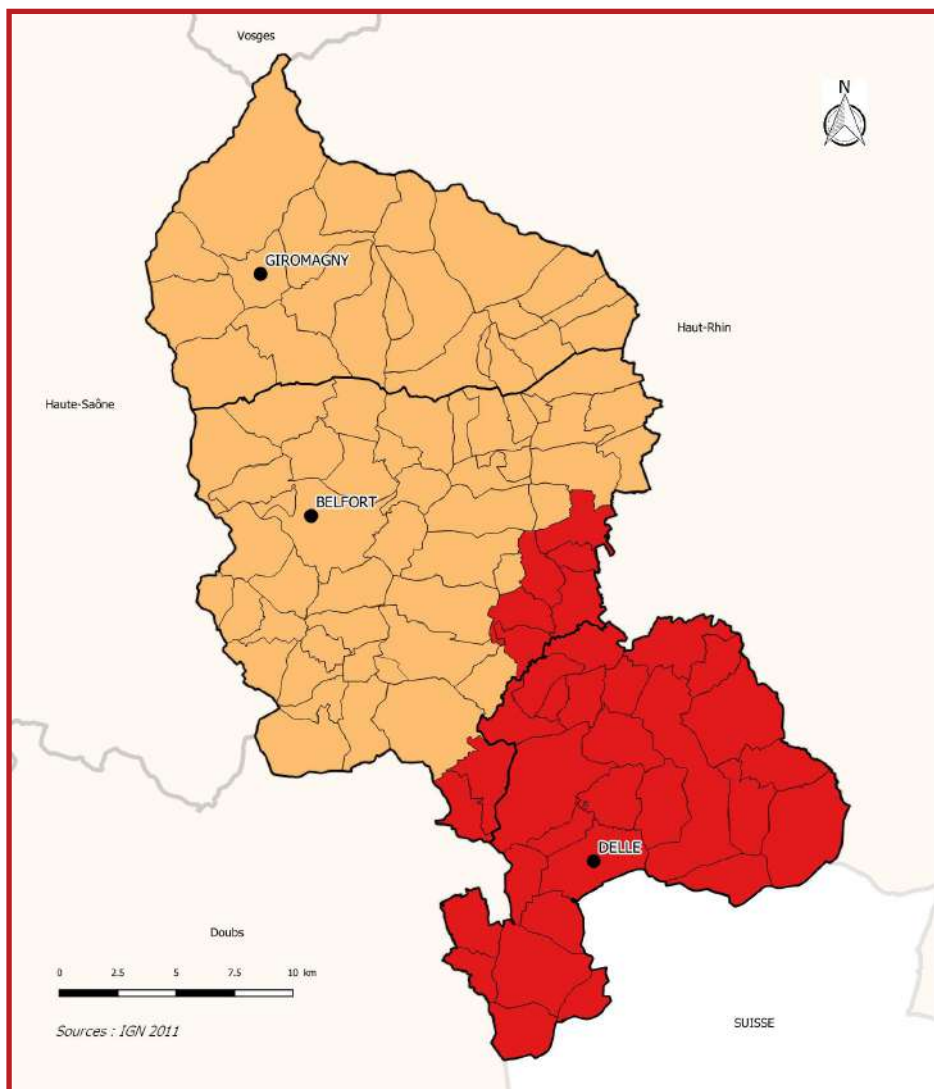 Vosges
N
GIROMAGNY
Haut-Rhin
Haute-Saône
BELFORT
DELLE
Doubs
0 2.5 5 7.5 10 km
Sources : IGN 2011
SUISSE